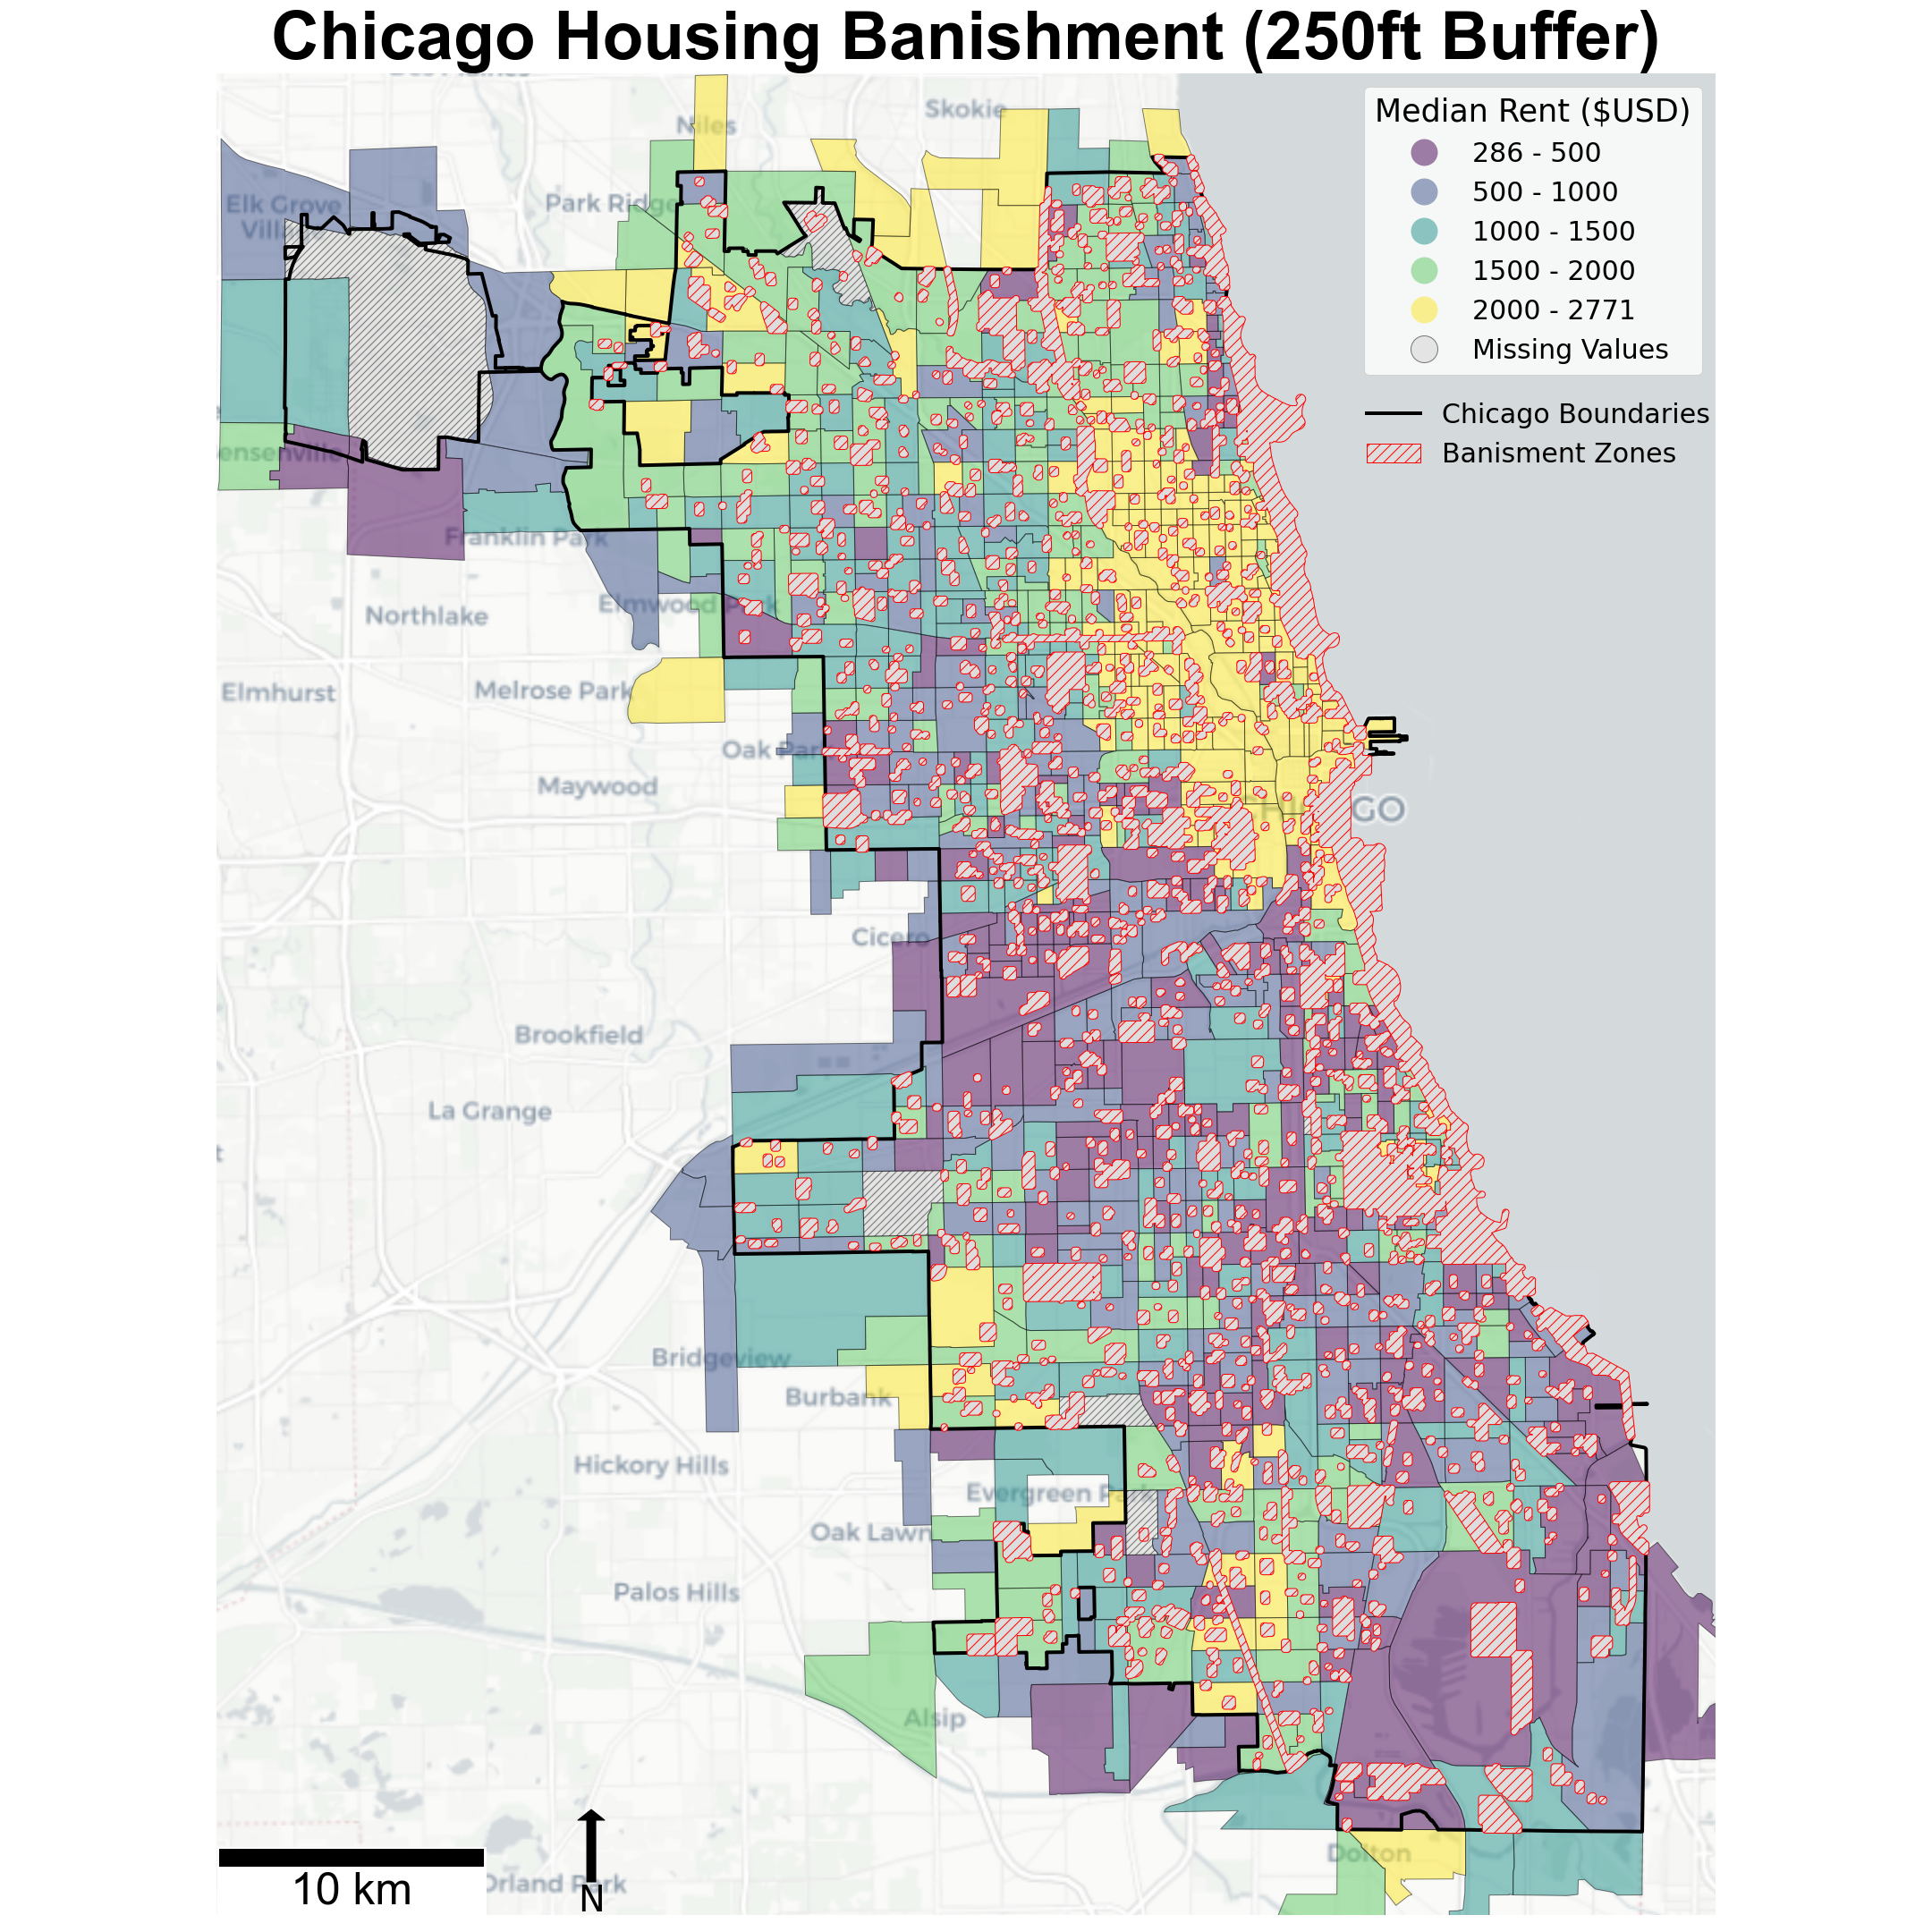 Chicago Housing Banishment (250ft Buffer)
Skokie
Niles
Median Rent ($USD)
286 - 500
500 - 1000
1000 - 1500
1500 - 2000
2000 - 2771
Missing Values
Chicago Boundaries
Banisment Zones
Elk Grove
Park Ridge
Franklin Park
Northlake
Elmwood Park
Elmhurst
Melrose Park
Oak Park
Maywood
CHICAGO
Cicero
Brookfield
La Grange
Bridgeview
Burbank
Hickory Hills
Evergreen Park
Oak Lawn
Palos Hills
Alsip
Dolton
10 km
N
Orland Park